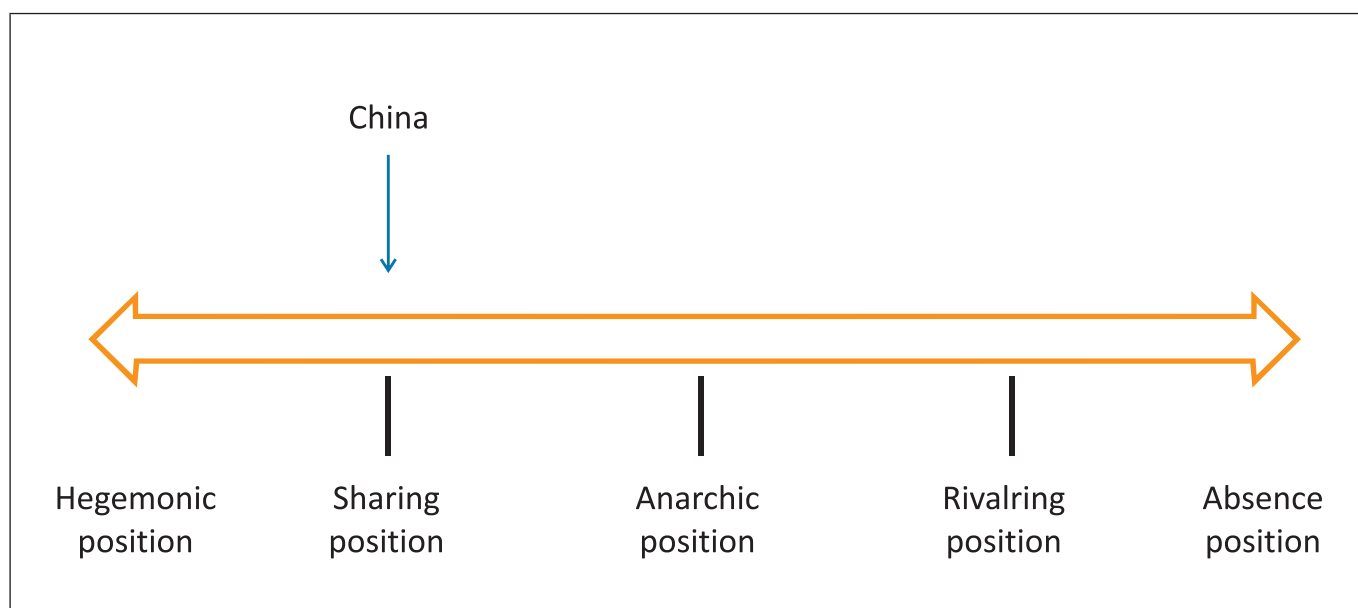 China
Hegemonic position
Sharing position
Anarchic position
Rivalring position
Absence position